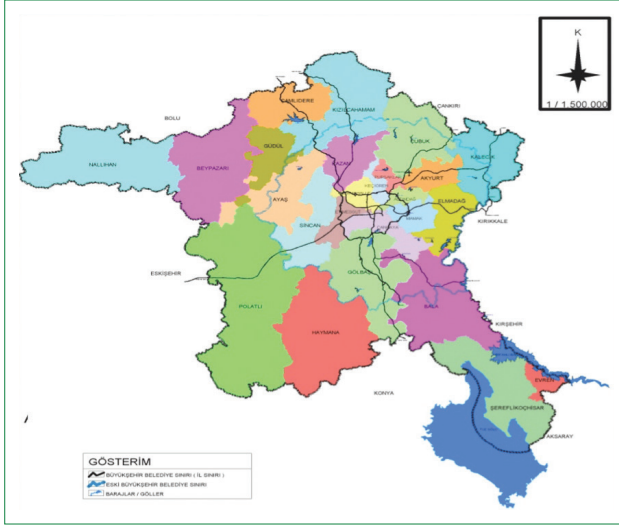 K
1 / 1.500.000
ÇAMLIDERE
KIZILCAHAMAM
BOLU
ÇANKIRI
GÜDÜL
ÇUBUK
NALLIHAN
BEYPAZARI
KAZAN
KALECİK
AKYURT
AYAŞ
ELMADAĞ
SİNCAN
KIRIKKALE
ESKİŞEHİR
GÖLBAŞI
POLATLI
BALA
HAYMANA
KIRŞEHİR
EVREN
KONYA
ŞEREFLİKOÇHİSAR
AKSARAY
GÖSTERİM
BÜYÜKŞEHİR BELEDİYE SINIRI ( İL SINIRI )
ESKİ BÜYÜKŞEHİR BELEDİYE SINIRI
BARAJLAR / GÖLLER